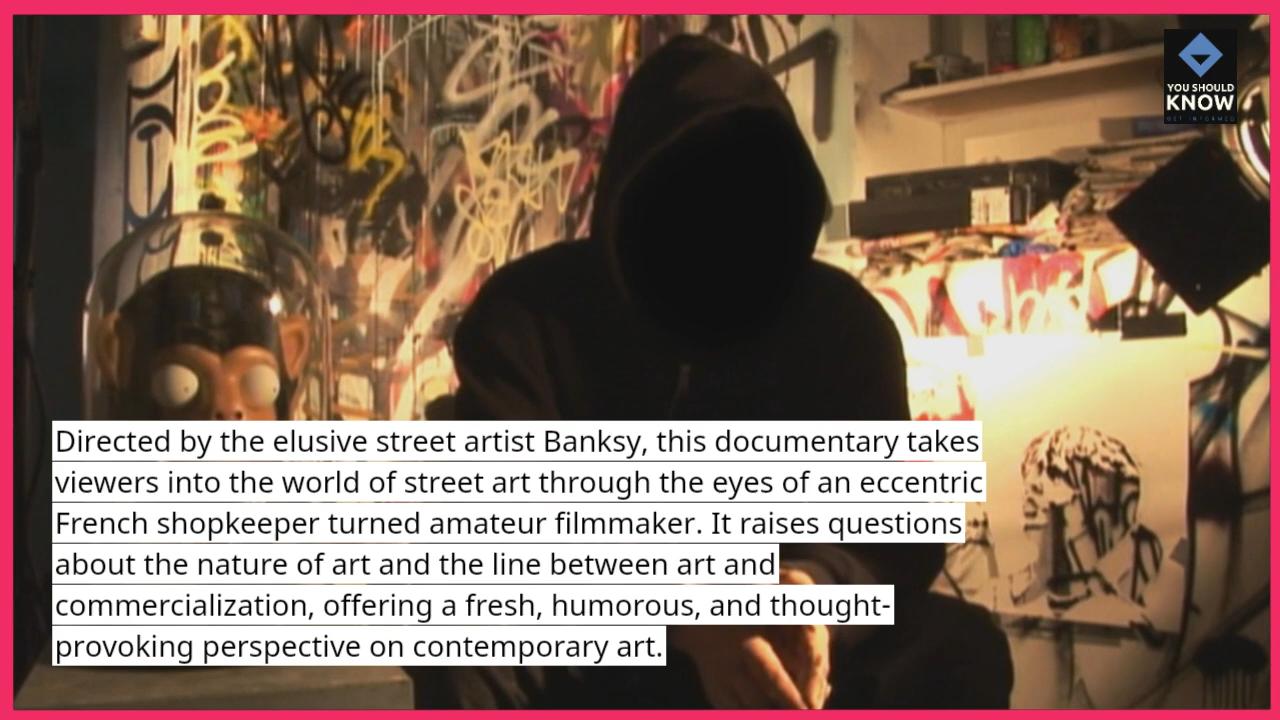 YOU SHOULD
KNOW
GET INFORMED
Directed by the elusive street artist Banksy, this documentary takes
viewers into the world of street art through the eyes of an eccentric
French shopkeeper turned amateur filmmaker. It raises questions
about the nature of art and the line between art and
commercialization, offering a fresh, humorous, and thought-
provoking perspective on contemporary art.